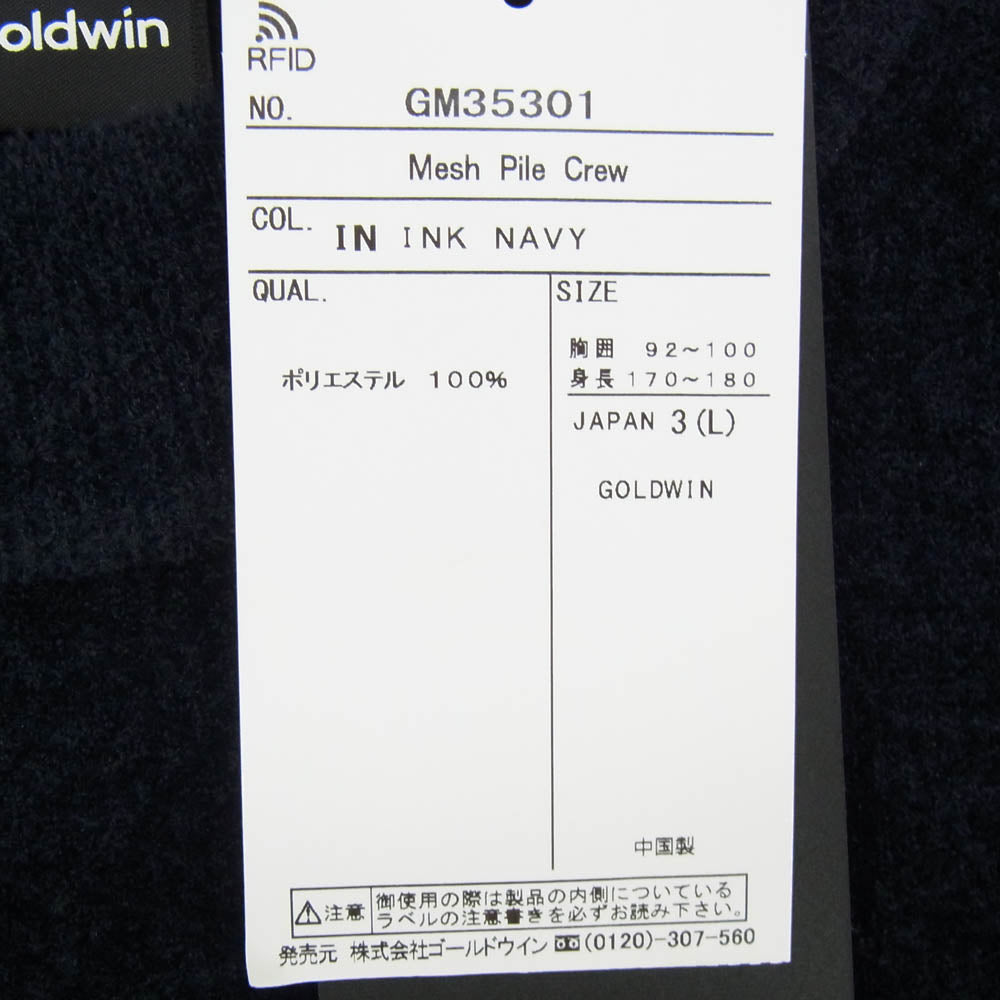 oldwin
RFID
NO. GM35301
Mesh Pile Crew
COL. IN INK NAVY
QUAL.
ポリエステル 100%
SIZE
胸囲 92～100
身長 170～180
JAPAN 3(L)
GOLDWIN
中国製
注意 御使用の際は製品の内側についている
ラベルの注意書きを必ずお読み下さい。
発売元 株式会社ゴールドウイン (0120)-307-560